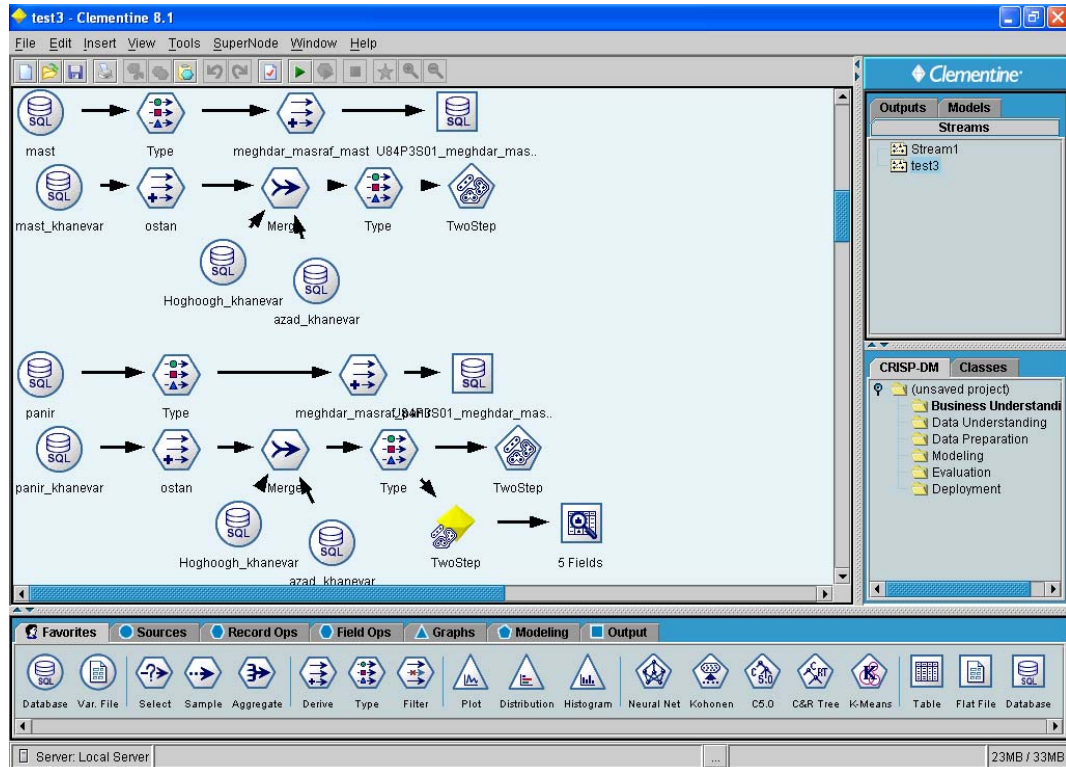 test3 - Clementine 8.1
File Edit Insert View Tools SuperNode Window Help
SQL
SQL
mast Type meghdar_masraf_mast U84P3S01_meghdar_mas..
SQL
mast_khanevar ostan Merge Type TwoStep
SQL
Hoghoogh_khanevar
SQL
azad_khanevar
SQL
SQL
panir Type meghdar_masraf_panir U84P3S01_meghdar_mas..
SQL
panir_khanevar ostan Merge Type TwoStep
SQL
Hoghoogh_khanevar
SQL
azad_khanevar
TwoStep 5 Fields
Clementine
Outputs Models
Streams
Stream1
test3
CRISP-DM Classes
(unsaved project)
Business Understandi
Data Understanding
Data Preparation
Modeling
Evaluation
Deployment
Favorites Sources Record Ops Field Ops Graphs Modeling Output
SQL C 5.0 C RT K SQL
Database Var. File Select Sample Aggregate Derive Type Filter Plot Distribution Histogram Neural Net Kohonen C5.0 C&R Tree K-Means Table Flat File Database
Server: Local Server ... 23MB / 33MB